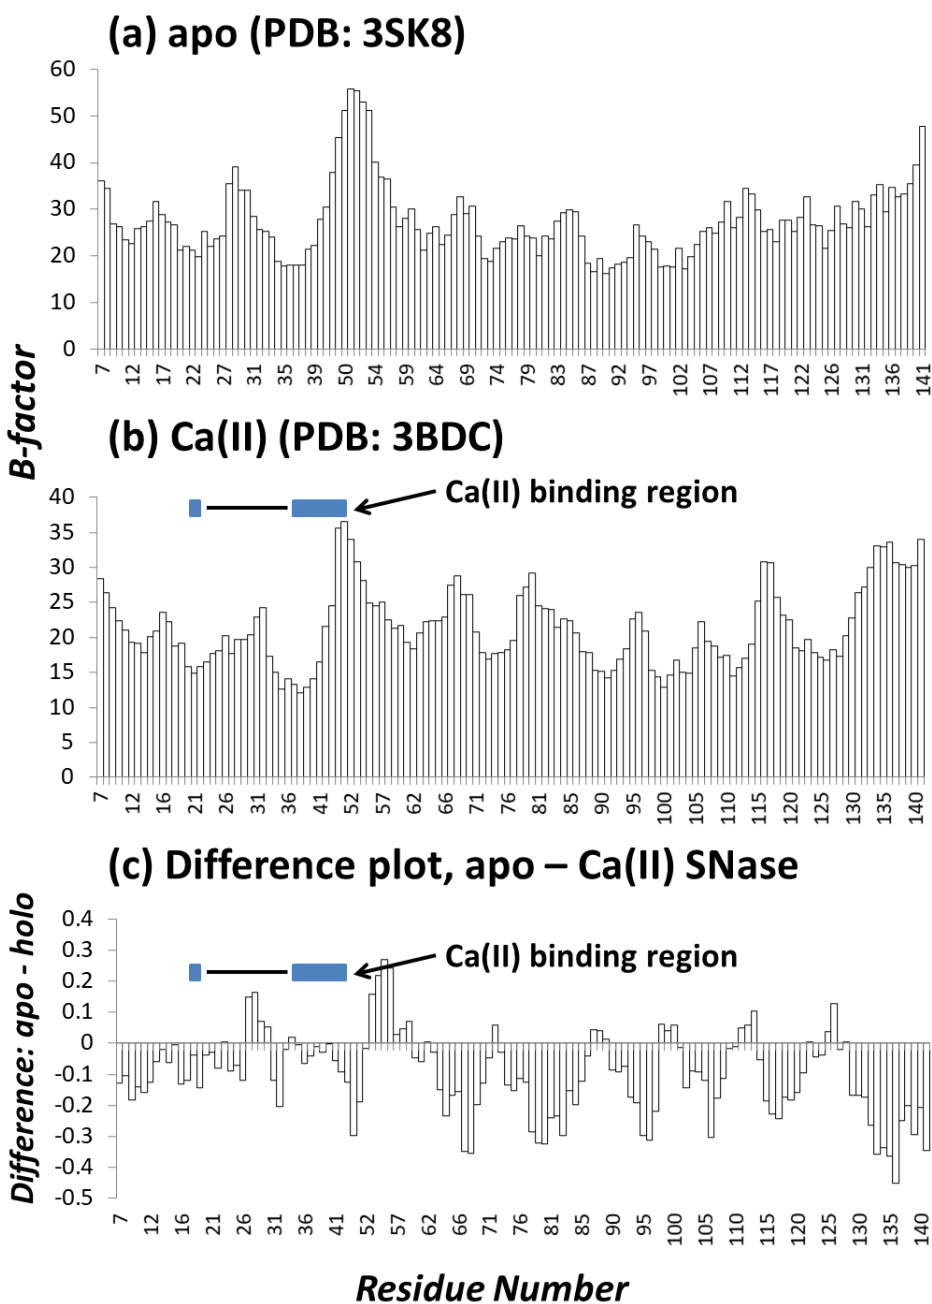 (a) apo (PDB: 3SK8)
60
50
40
30
20
10
0
7 12 17 22 27 31 35 39 50 54 59 64 69 74 79 83 87 92 97 102 107 112 117 122 126 131 136 141
B-factor
(b) Ca(II) (PDB: 3BDC)
Ca(II) binding region
40
35
30
25
20
15
10
5
0
7 12 16 21 26 31 36 41 52 56 61 66 71 76 81 85 90 95 100 105 111 115 120 125 130 135 140
(c) Difference plot, apo – Ca(II) SNase
Ca(II) binding region
Difference: apo - holo
0.4
0.3
0.2
0.1
0
-0.1
-0.2
-0.3
-0.4
-0.5
7 12 16 21 26 31 36 41 52 57 62 66 71 76 81 85 90 95 100 105 110 115 120 125 130 135 140
Residue Number